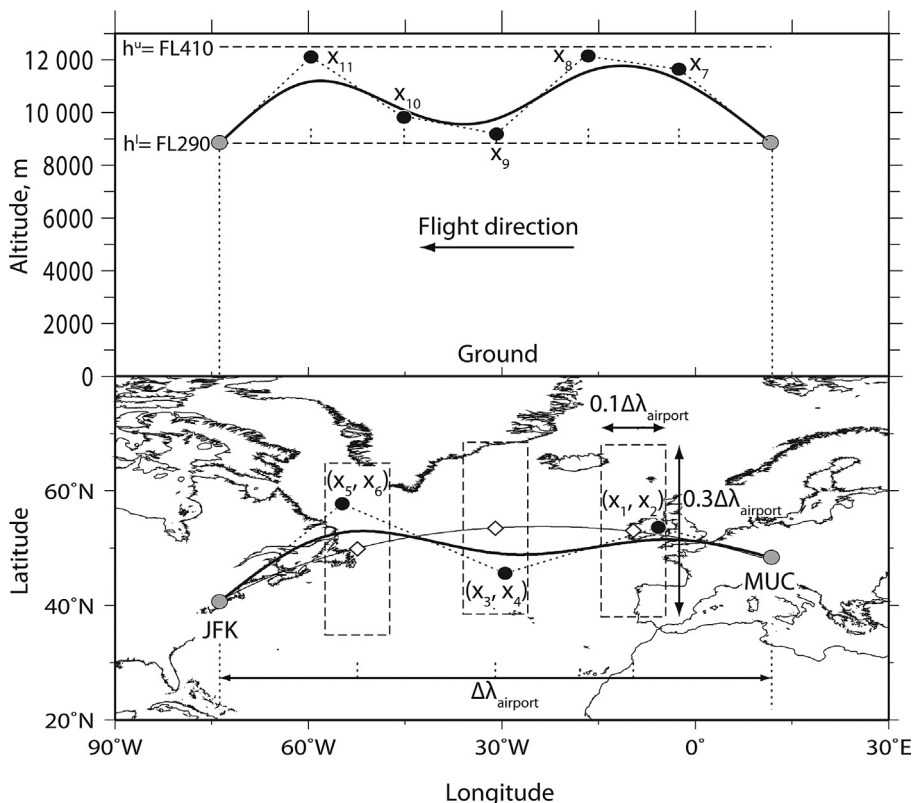 hᵘ= FL410
12 000
x₁₁
x₈
x₇
10 000
x₁₀
hˡ= FL290
x₉
8000
Altitude, m
6000
Flight direction
4000
2000
Ground
0
0.1Δλairport
60°N
(x₅, x₆)
(x₁, x₂)
0.3Δλairport
Latitude
(x₃, x₄)
MUC
40°N
JFK
Δλairport
20°N
90°W
60°W
30°W
0°
30°E
Longitude